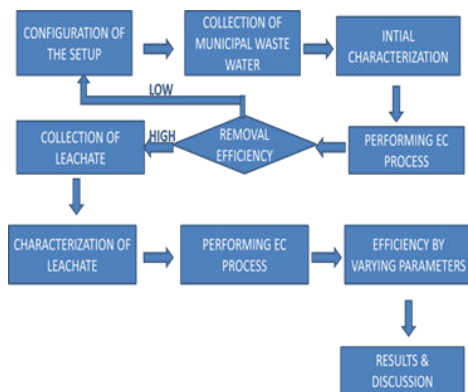 CONFIGURATION OF
THE SETUP
COLLECTION OF
MUNICIPAL WASTE
WATER
INTIAL
CHARACTERIZATION
LOW
COLLECTION OF
LEACHATE
HIGH
REMOVAL
EFFICIENCY
PERFORMING EC
PROCESS
CHARACTERIZATION OF
LEACHATE
PERFORMING EC
PROCESS
EFFICIENCY BY
VARYING PARAMETERS
RESULTS &
DISCUSSION